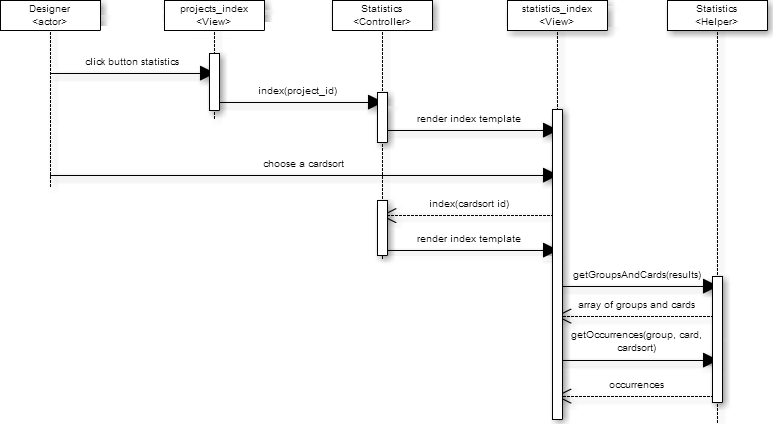 Designer
<actor>
projects_index
<View>
Statistics
<Controller>
statistics_index
<View>
Statistics
<Helper>
click button statistics
index(project_id)
render index template
choose a cardsort
index(cardsort id)
render index template
getGroupsAndCards(results)
array of groups and cards
getOccurrences(group, card,
cardsort)
occurrences